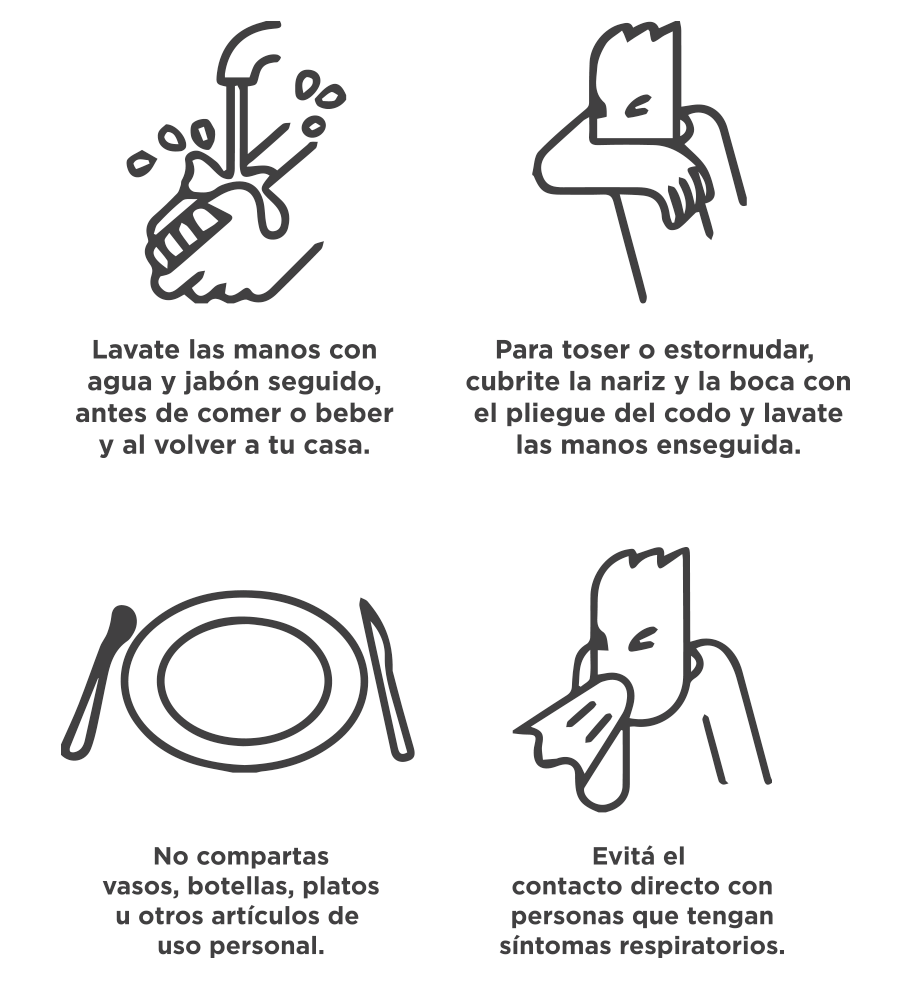 Lavate las manos con
agua y jabón seguido,
antes de comer o beber
y al volver a tu casa.
Para toser o estornudar,
cubrite la nariz y la boca con
el pliegue del codo y lavate
las manos enseguida.
No compartas
vasos, botellas, platos
u otros artículos de
uso personal.
Evitá el
contacto directo con
personas que tengan
síntomas respiratorios.